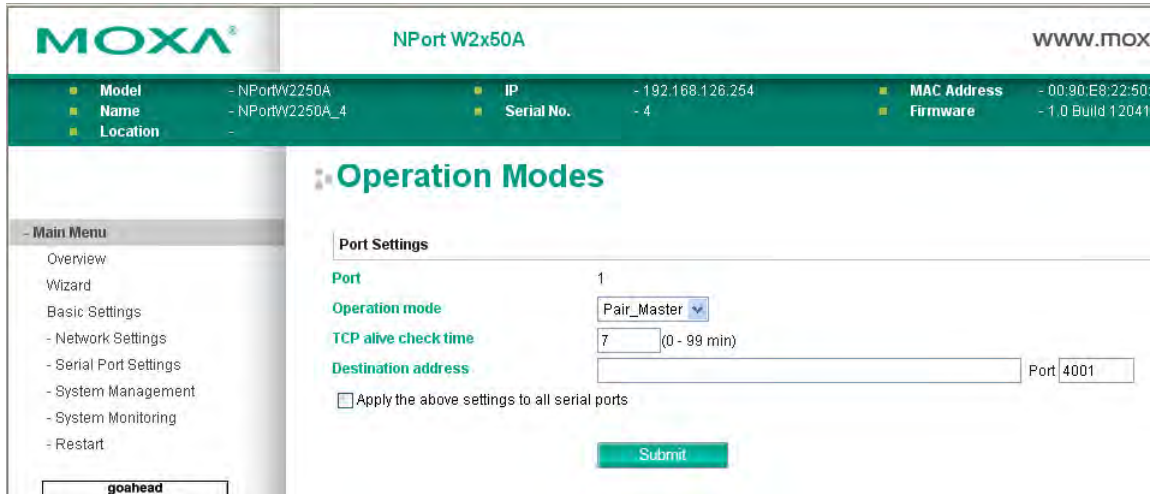 MOXA®
NPort W2x50A
www.mox
Model - NPortW2250A
IP - 192.168.126.254
MAC Address - 00:90:E8:22:50:
Name - NPortW2250A_4
Serial No. - 4
Firmware - 1.0 Build 12041
Location -
Operation Modes
- Main Menu
Overview
Wizard
Basic Settings
- Network Settings
- Serial Port Settings
- System Management
- System Monitoring
- Restart
goahead
Port Settings
Port 1
Operation mode Pair_Master
TCP alive check time 7 (0 - 99 min)
Destination address Port 4001
Apply the above settings to all serial ports
Submit